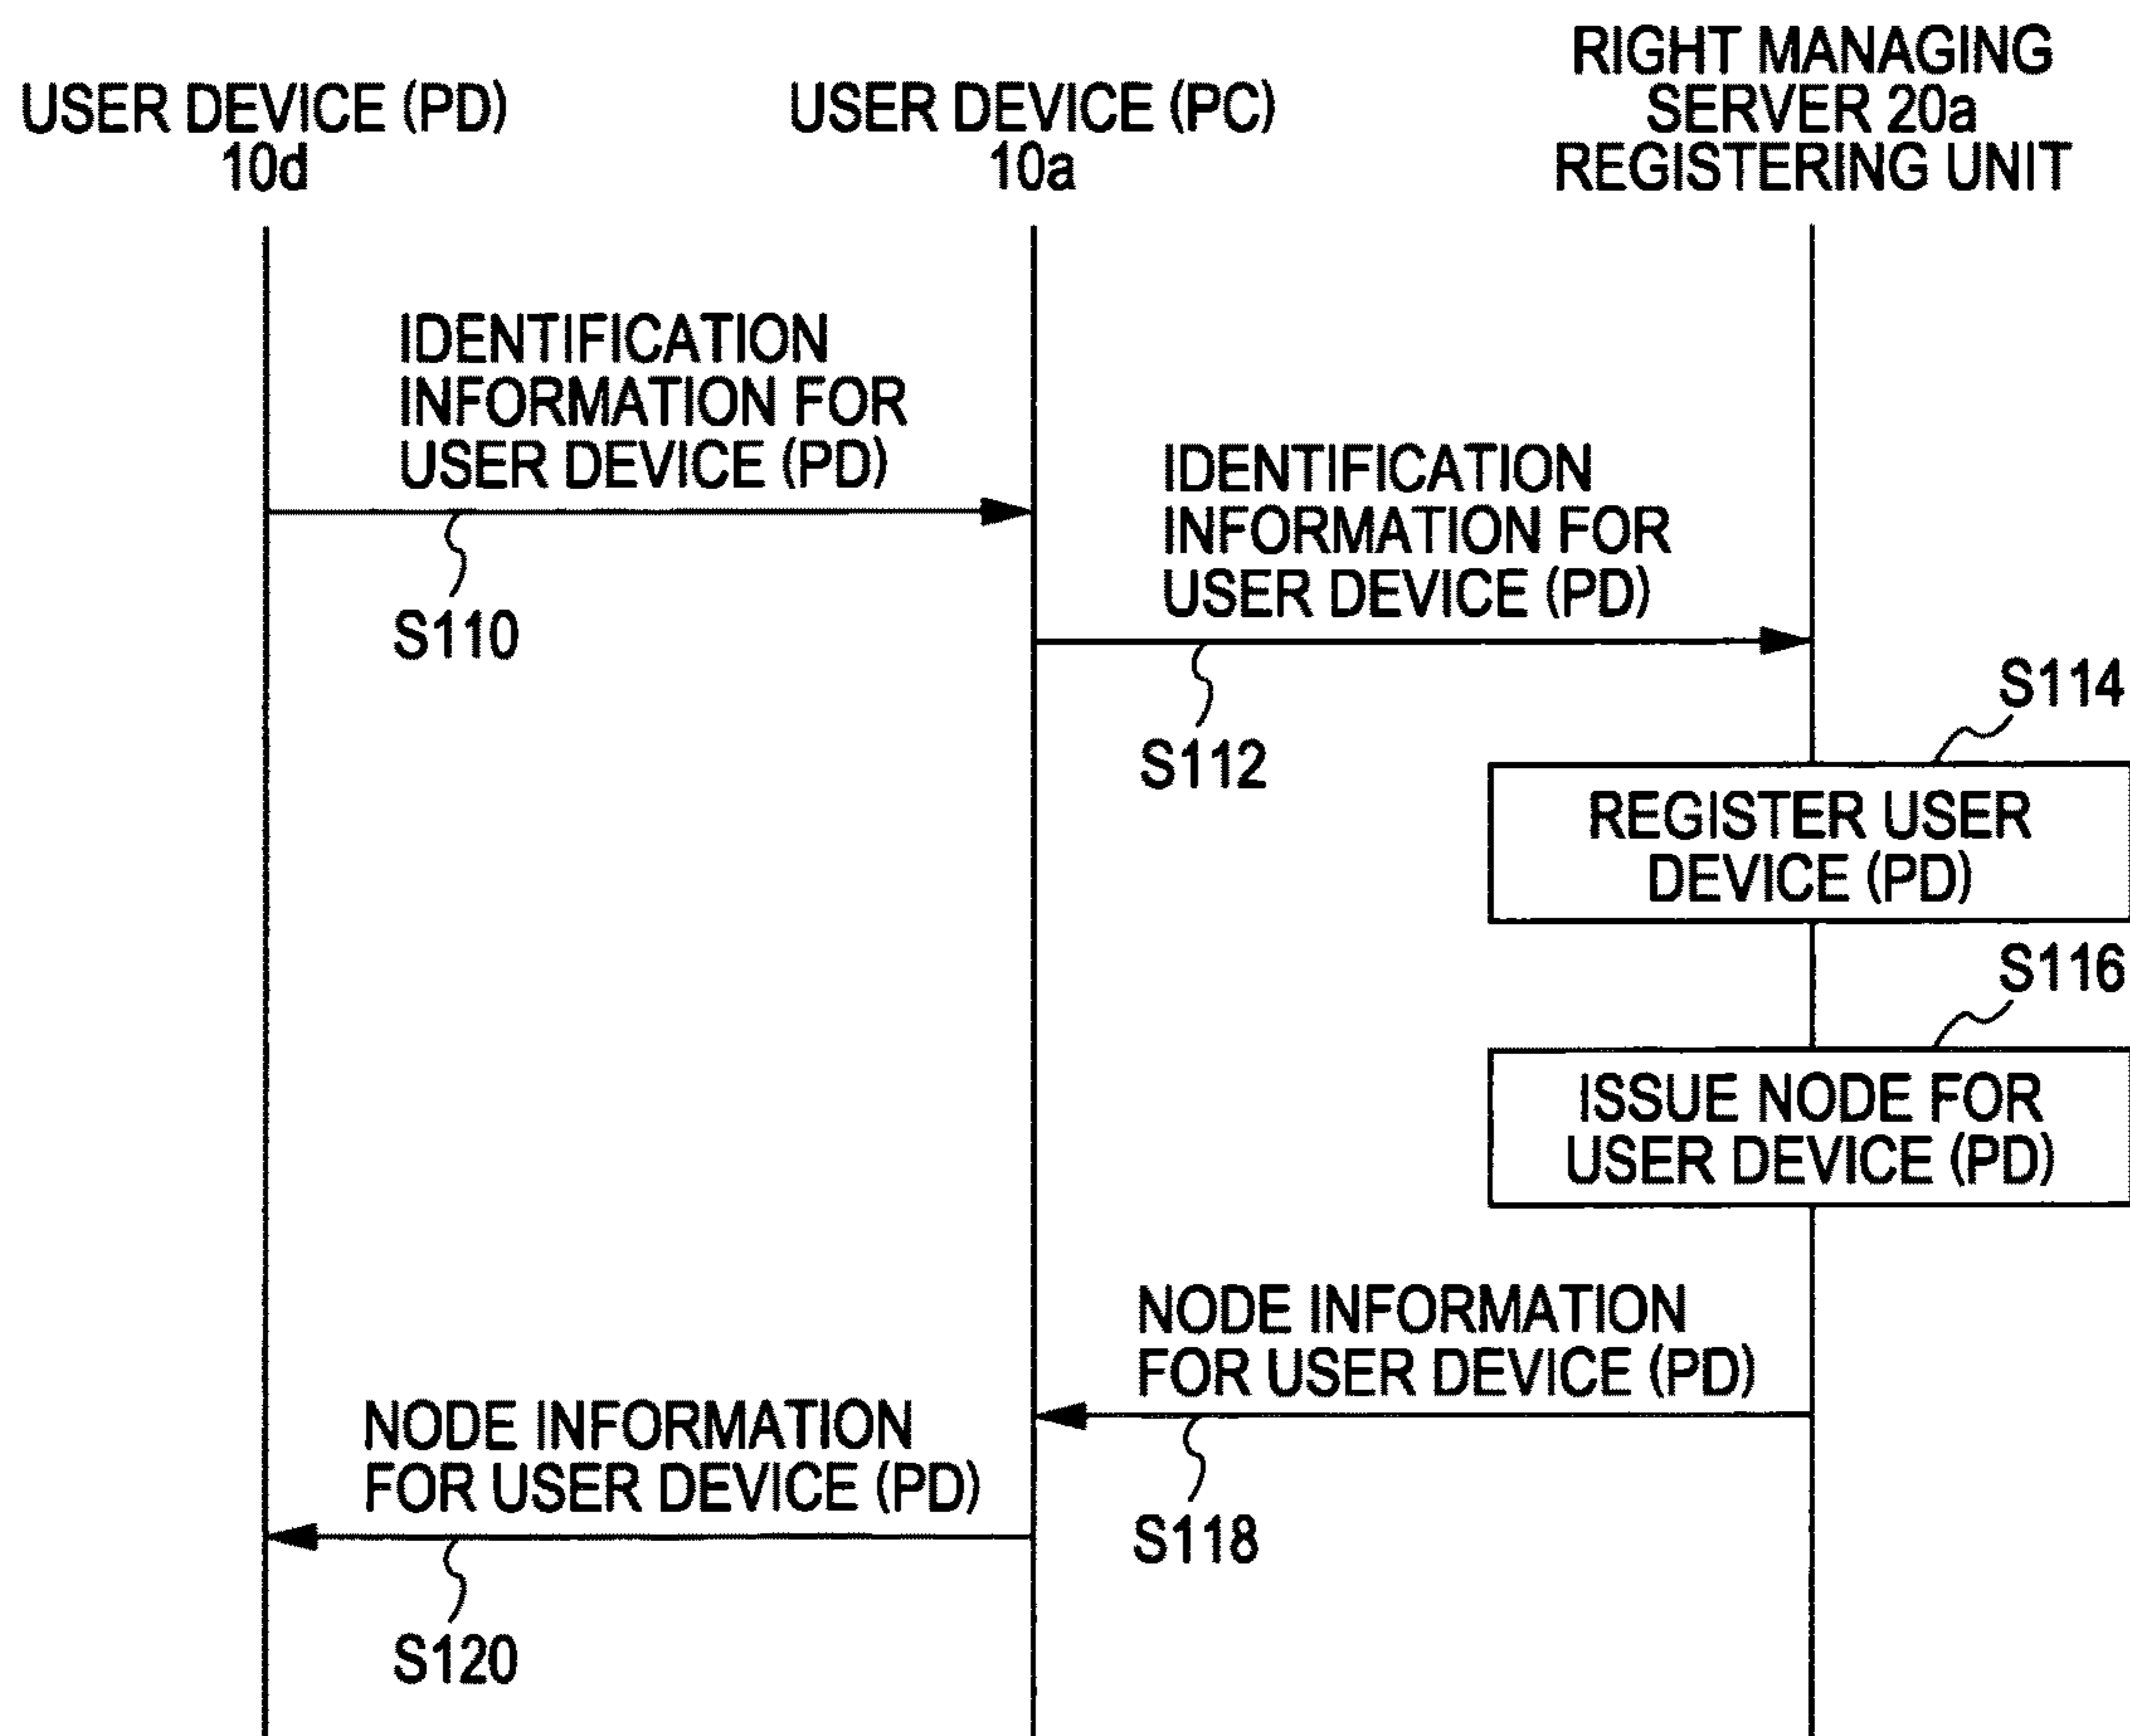 USER DEVICE (PD)
10d
USER DEVICE (PC)
10a
RIGHT MANAGING
SERVER 20a
REGISTERING UNIT
IDENTIFICATION
INFORMATION FOR
USER DEVICE (PD)
S110
IDENTIFICATION
INFORMATION FOR
USER DEVICE (PD)
S112
S114
REGISTER USER
DEVICE (PD)
S116
ISSUE NODE FOR
USER DEVICE (PD)
NODE INFORMATION
FOR USER DEVICE (PD)
S118
NODE INFORMATION
FOR USER DEVICE (PD)
S120